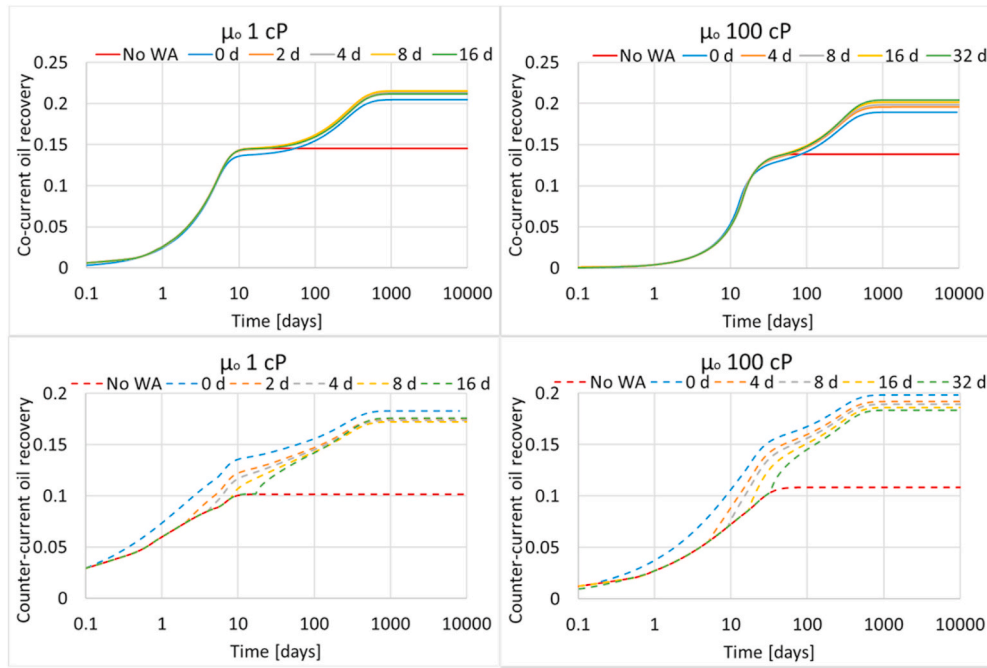 μₒ 1 cP
No WA 0 d 2 d 4 d 8 d 16 d
Co-current oil recovery
0.25
0.2
0.15
0.1
0.05
0
0.1 1 10 100 1000 10000
Time [days]
μₒ 100 cP
No WA 0 d 4 d 8 d 16 d 32 d
Co-current oil recovery
0.25
0.2
0.15
0.1
0.05
0
0.1 1 10 100 1000 10000
Time [days]
μₒ 1 cP
No WA 0 d 2 d 4 d 8 d 16 d
Counter-current oil recovery
0.2
0.15
0.1
0.05
0
0.1 1 10 100 1000 10000
Time [days]
μₒ 100 cP
No WA 0 d 4 d 8 d 16 d 32 d
Counter-current oil recovery
0.2
0.15
0.1
0.05
0
0.1 1 10 100 1000 10000
Time [days]